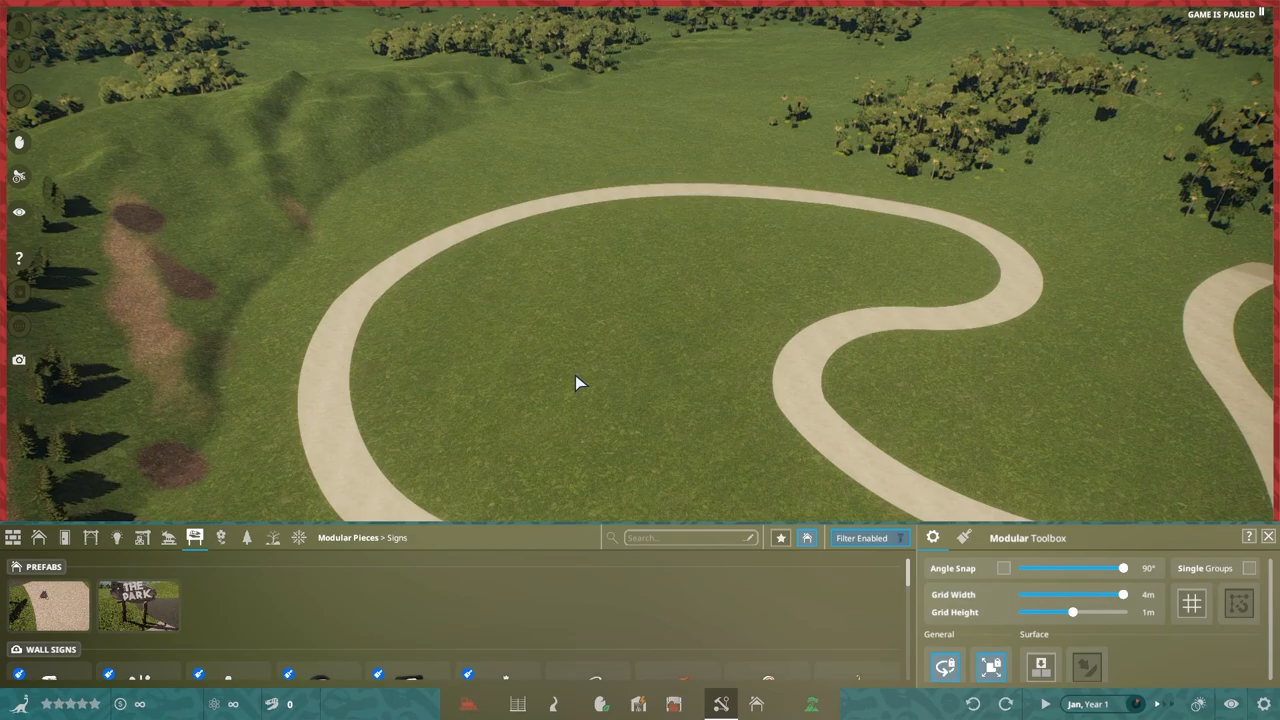 GAME IS PAUSED
?
Modular Pieces > Signs
Search...
Filter Enabled
Modular Toolbox
?
PREFABS
THE PARK
WALL SIGNS
Angle Snap
90°
Single Groups
Grid Width
4m
Grid Height
1m
General
Surface
∞
∞
0
Jan, Year 1